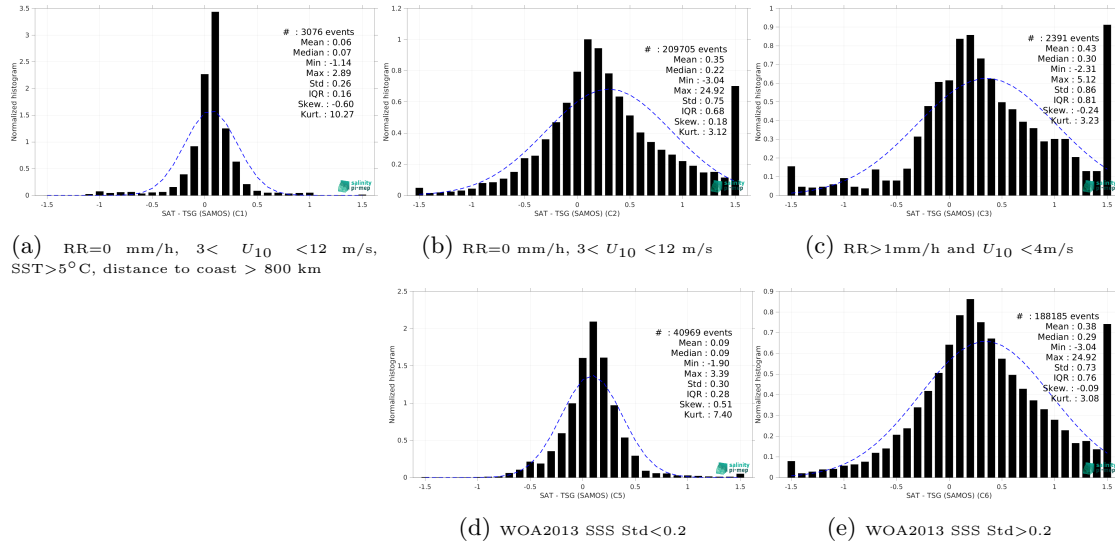 3.5
3
2.5
2
1.5
1
0.5
0
Normalized histogram
# : 3076 events
Mean : 0.06
Median : 0.07
Min : -1.14
Max : 2.89
Std : 0.26
IQR : 0.16
Skew. : -0.60
Kurt. : 10.27
salinity
pi-mep
-1.5 -1 -0.5 0 0.5 1 1.5
SAT - TSG (SAMOS) (C1)
(a) RR=0 mm/h, 3< U10 <12 m/s,
SST>5°C, distance to coast > 800 km
1.2
1
0.8
0.6
0.4
0.2
0
Normalized histogram
# : 209705 events
Mean : 0.35
Median : 0.22
Min : -3.04
Max : 24.92
Std : 0.75
IQR : 0.68
Skew. : 0.18
Kurt. : 3.12
salinity
pi-mep
-1.5 -1 -0.5 0 0.5 1 1.5
SAT - TSG (SAMOS) (C2)
(b) RR=0 mm/h, 3< U10 <12 m/s
1
0.9
0.8
0.7
0.6
0.5
0.4
0.3
0.2
0.1
0
Normalized histogram
# : 2391 events
Mean : 0.43
Median : 0.30
Min : -2.31
Max : 5.12
Std : 0.86
IQR : 0.81
Skew. : -0.24
Kurt. : 3.23
salinity
pi-mep
-1.5 -1 -0.5 0 0.5 1 1.5
SAT - TSG (SAMOS) (C3)
(c) RR>1mm/h and U10 <4m/s
2.5
2
1.5
1
0.5
0
Normalized histogram
# : 40969 events
Mean : 0.09
Median : 0.09
Min : -1.90
Max : 3.39
Std : 0.30
IQR : 0.28
Skew. : 0.51
Kurt. : 7.40
salinity
pi-mep
-1.5 -1 -0.5 0 0.5 1 1.5
SAT - TSG (SAMOS) (C5)
(d) WOA2013 SSS Std<0.2
0.9
0.8
0.7
0.6
0.5
0.4
0.3
0.2
0.1
0
Normalized histogram
# : 188185 events
Mean : 0.38
Median : 0.29
Min : -3.04
Max : 24.92
Std : 0.73
IQR : 0.76
Skew. : -0.09
Kurt. : 3.08
salinity
pi-mep
-1.5 -1 -0.5 0 0.5 1 1.5
SAT - TSG (SAMOS) (C6)
(e) WOA2013 SSS Std>0.2